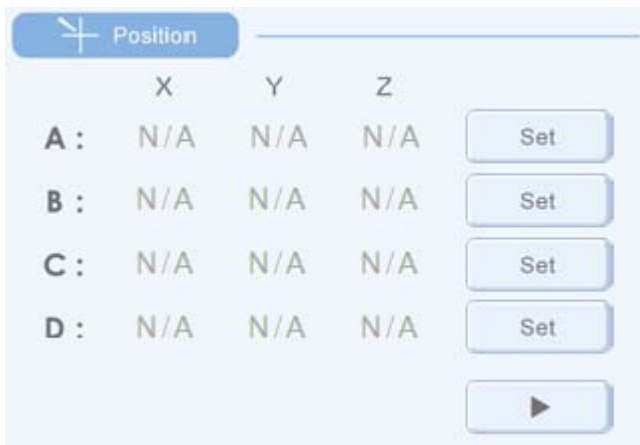 Position
X Y Z
A : N/A N/A N/A Set
B : N/A N/A N/A Set
C : N/A N/A N/A Set
D : N/A N/A N/A Set